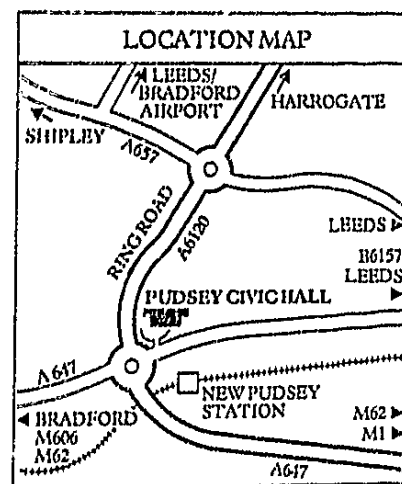 LOCATION MAP
LEEDS/
BRADFORD
AIRPORT
HARROGATE
SHIPLEY
A657
RING ROAD
A6120
LEEDS
B6157
LEEDS
PUDSEY CIVIC HALL
A647
NEW PUDSEY
STATION
BRADFORD
M606
M62
M62
M1
A647